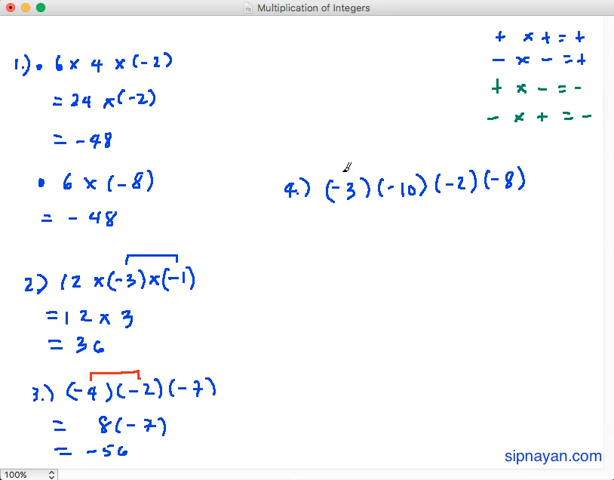 Multiplication of Integers
1.) • 6 × 4 × (-2)
= 24 × (-2)
= -48
• 6 × (-8)
= -48
2.) 12 × (-3) × (-1)
= 12 × 3
= 36
3.) (-4)(-2)(-7)
= 8(-7)
= -56
+ × + = +
- × - = +
+ × - = -
- × + = -
4.) (-3)(-10)(-2)(-8)
sipnayan.com
100%